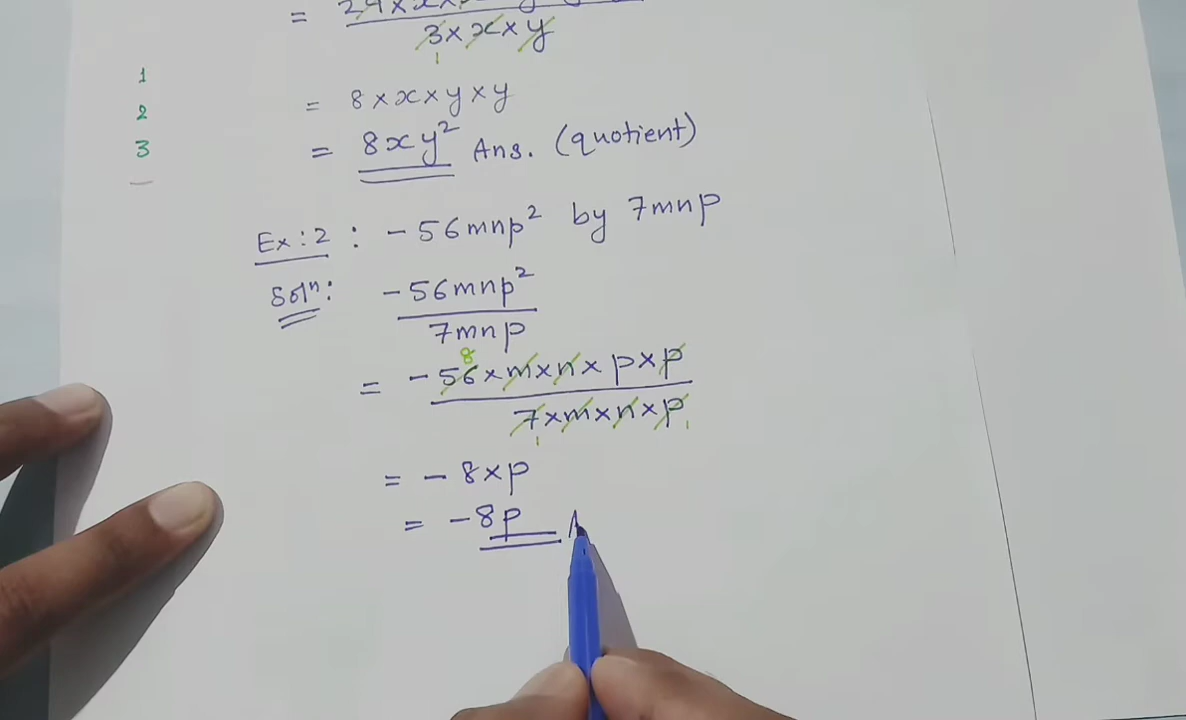 =
3 × x × y
1
1
= 8 × x × y × y
2
= 8xy² Ans. (quotient)
3
Ex:2 : -56mnp² by 7mnp
Solⁿ: -56mnp²
7mnp
8
= -56 × m × n × p × p
7 × m × n × p
1 1
= -8 × p
= -8p A